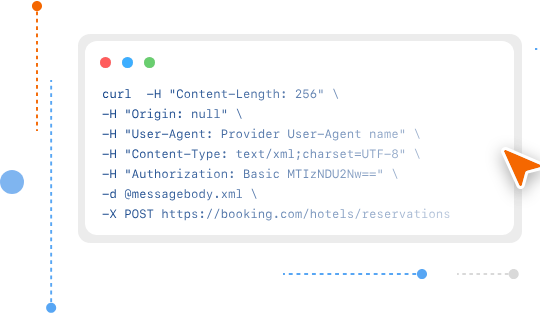 curl  -H "Content-Length: 256" \
-H "Origin: null" \
-H "User-Agent: Provider User-Agent name" \
-H "Content-Type: text/xml;charset=UTF-8" \
-H "Authorization: Basic MTIzNDU2Nw==" \
-d @messagebody.xml \
-X POST https://booking.com/hotels/reservations